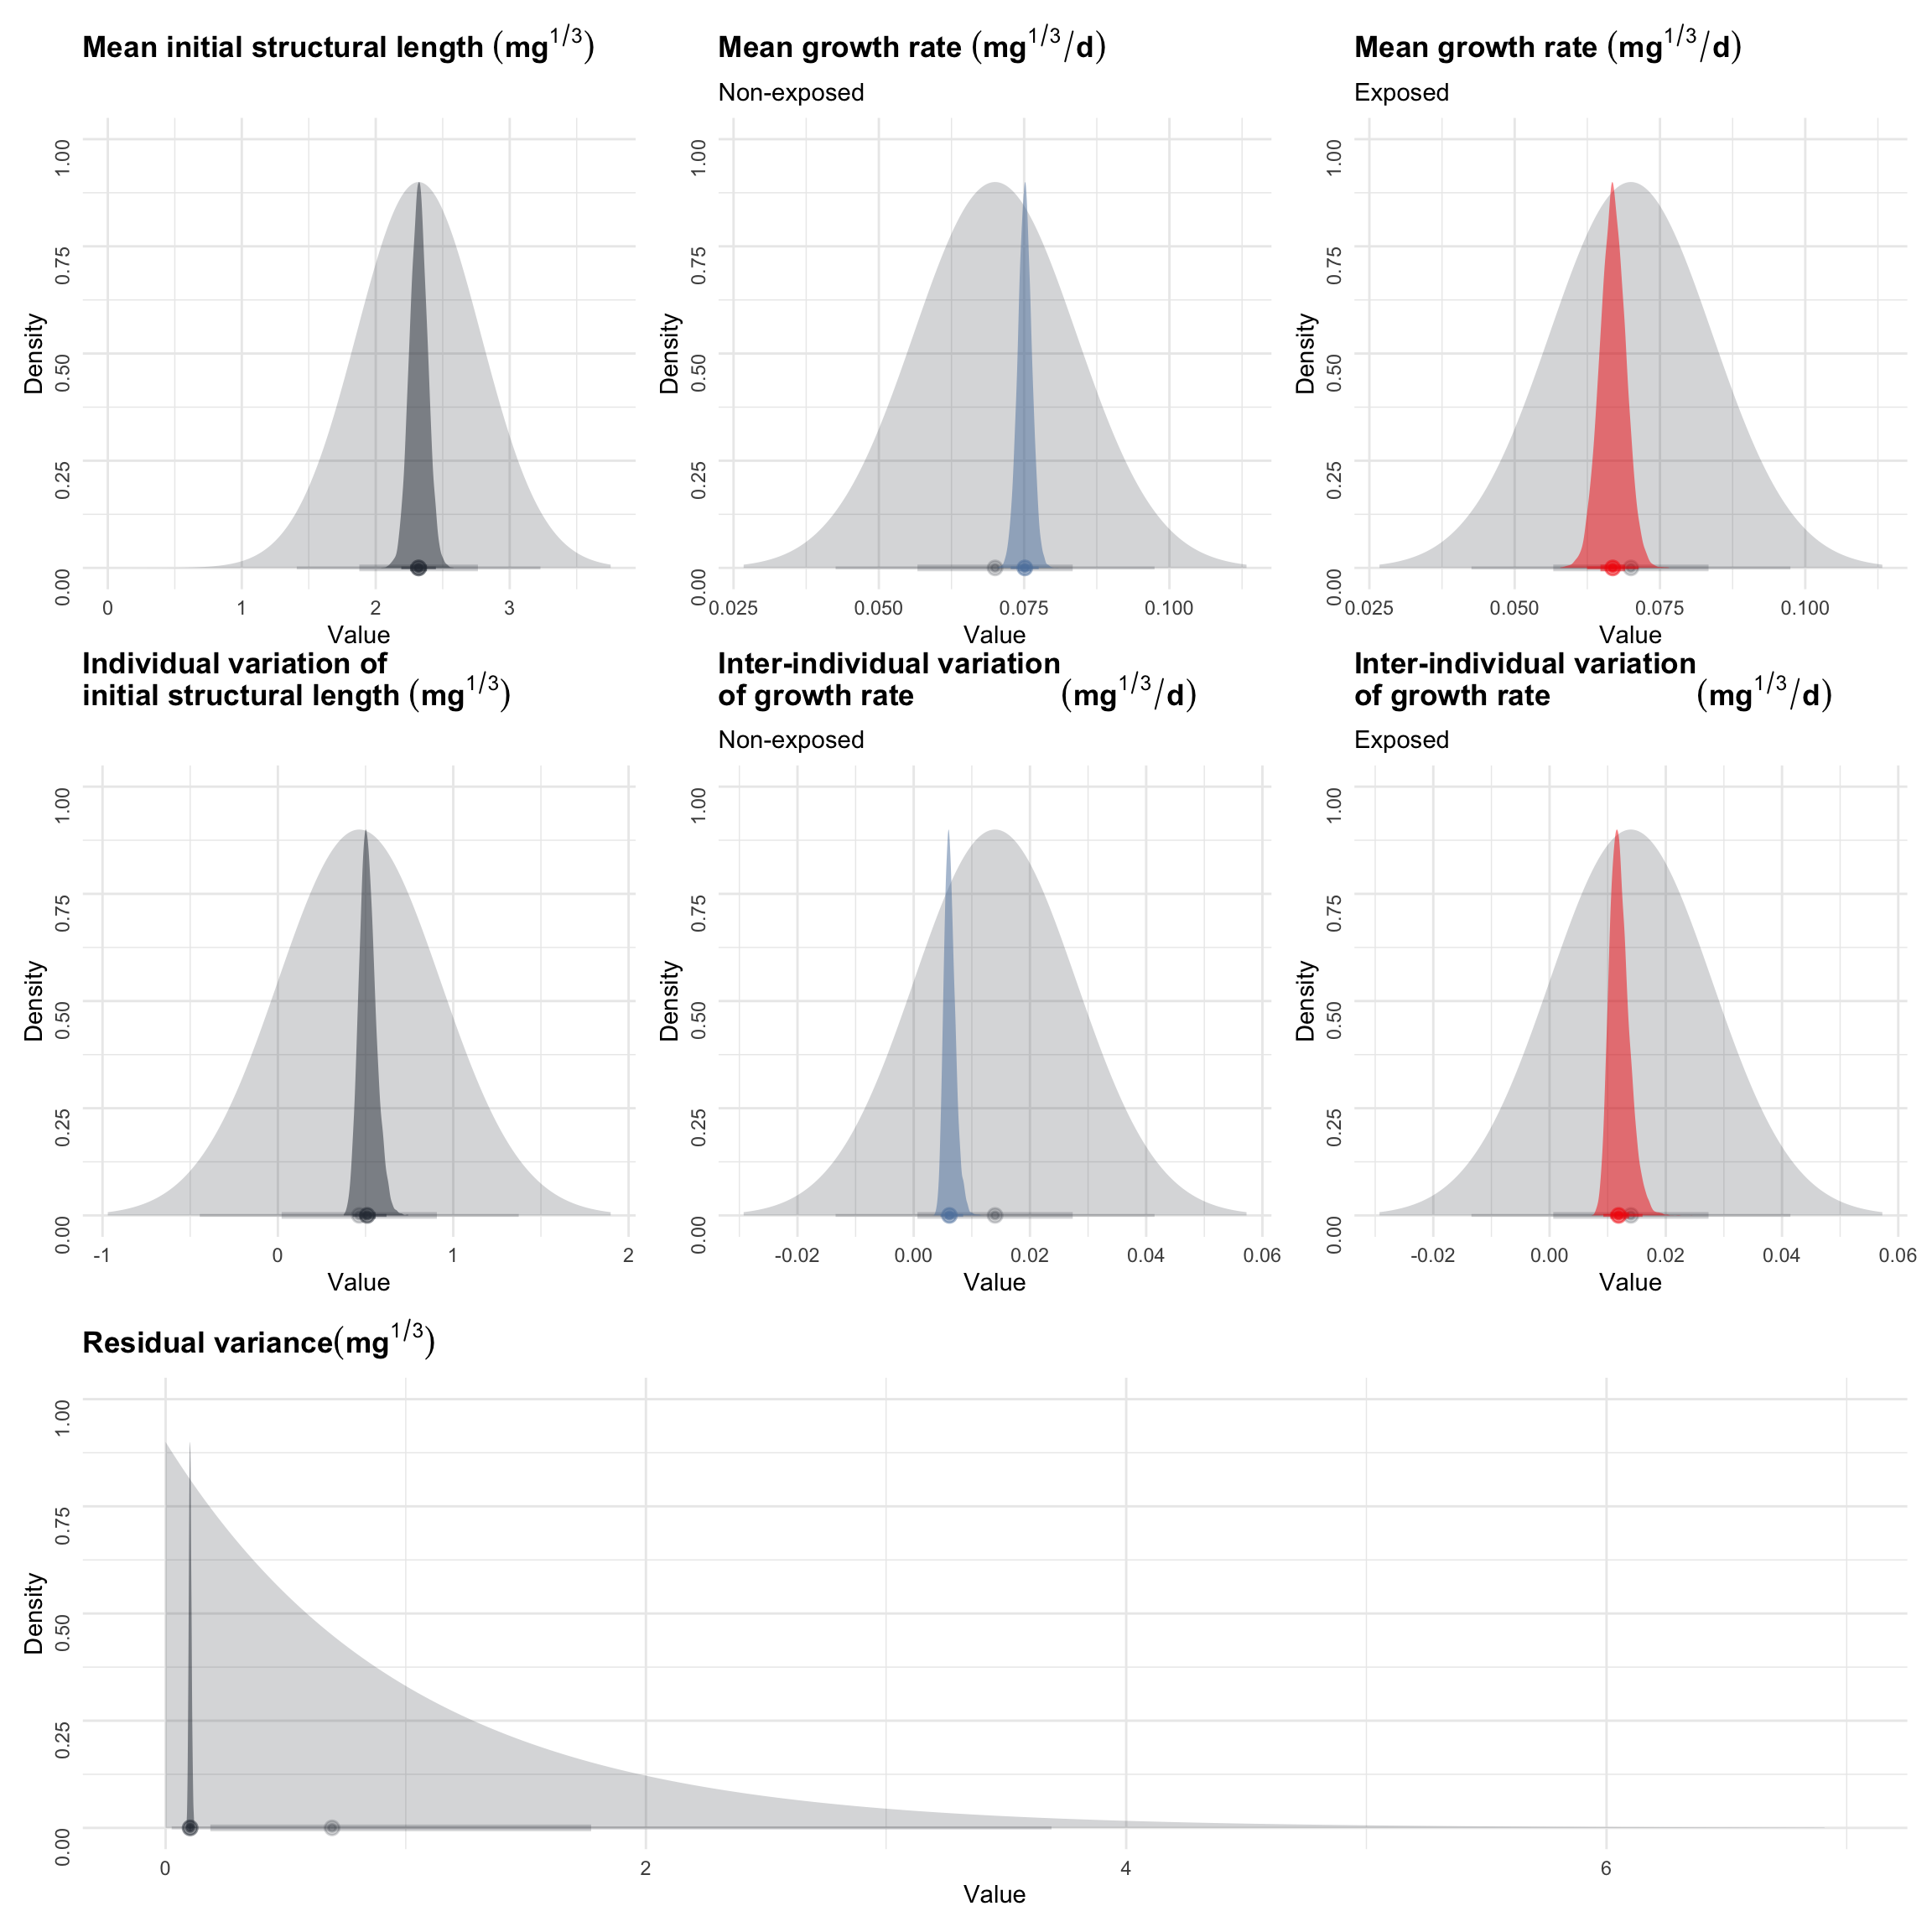 Mean initial structural length (mg^1/3)
Mean growth rate (mg^1/3/d)
Mean growth rate (mg^1/3/d)
Non-exposed
Exposed
Density
0.00 0.25 0.50 0.75 1.00
0 1 2 3
Value
Density
0.00 0.25 0.50 0.75 1.00
0.025 0.050 0.075 0.100
Value
Density
0.00 0.25 0.50 0.75 1.00
0.025 0.050 0.075 0.100
Value
Individual variation of
initial structural length (mg^1/3)
Inter-individual variation
of growth rate (mg^1/3/d)
Non-exposed
Inter-individual variation
of growth rate (mg^1/3/d)
Exposed
Density
0.00 0.25 0.50 0.75 1.00
-1 0 1 2
Value
Density
0.00 0.25 0.50 0.75 1.00
-0.02 0.00 0.02 0.04 0.06
Value
Density
0.00 0.25 0.50 0.75 1.00
-0.02 0.00 0.02 0.04 0.06
Value
Residual variance(mg^1/3)
Density
0.00 0.25 0.50 0.75 1.00
0 2 4 6
Value